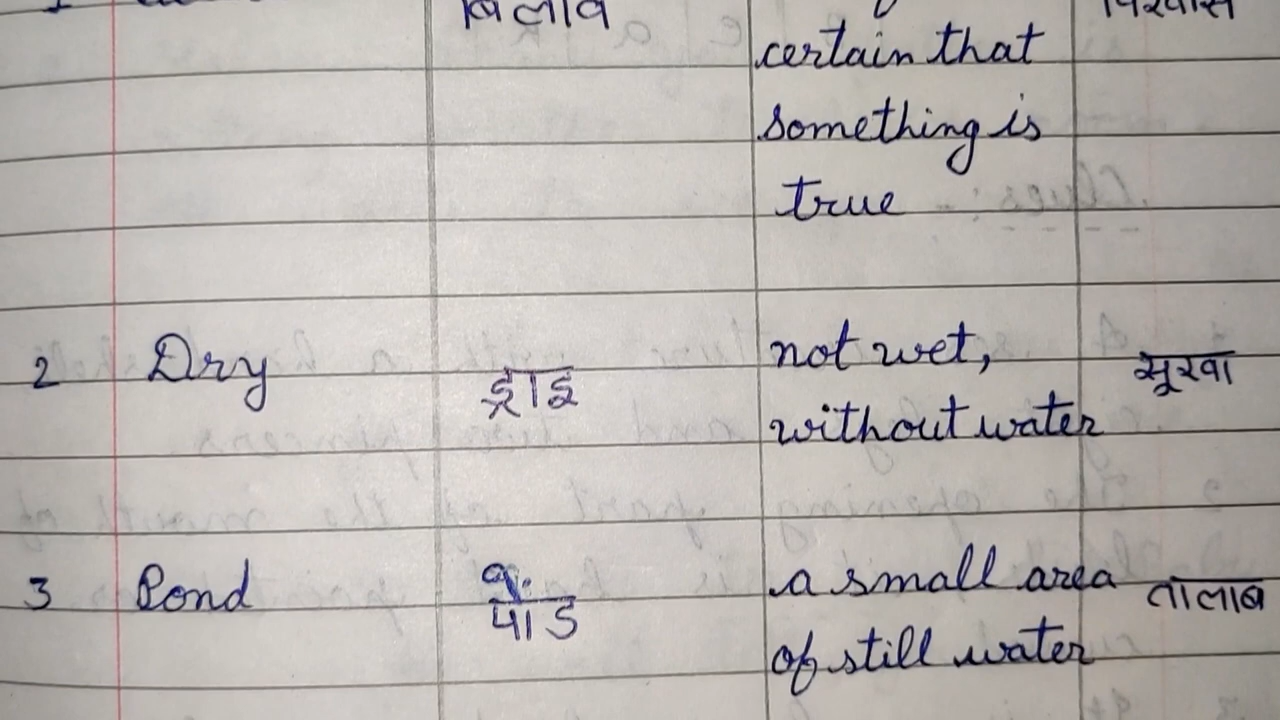 बिलीव विश्वास
certain that
something is
true
2 Dry ड्राइ not wet, सूखा
without water
3 Pond पॉंड a small area तालाब
of still water